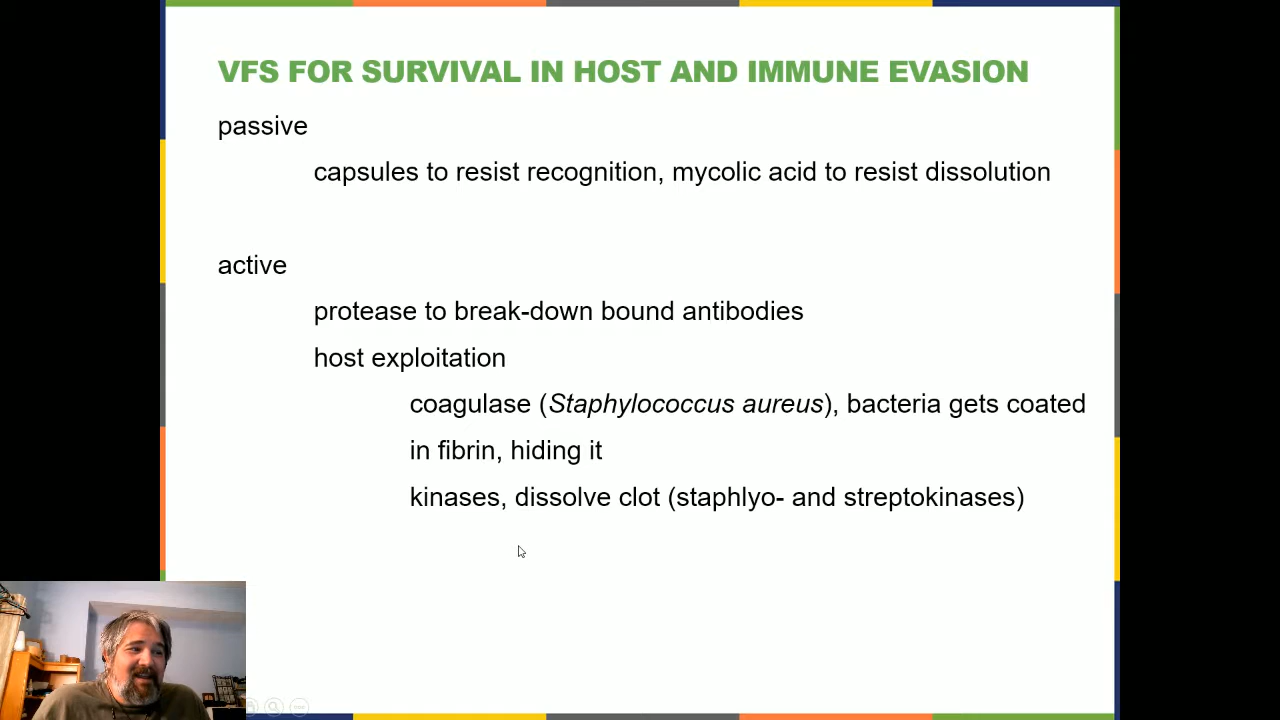 VFS FOR SURVIVAL IN HOST AND IMMUNE EVASION
passive
capsules to resist recognition, mycolic acid to resist dissolution
active
protease to break-down bound antibodies
host exploitation
coagulase (Staphylococcus aureus), bacteria gets coated
in fibrin, hiding it
kinases, dissolve clot (staphlyo- and streptokinases)